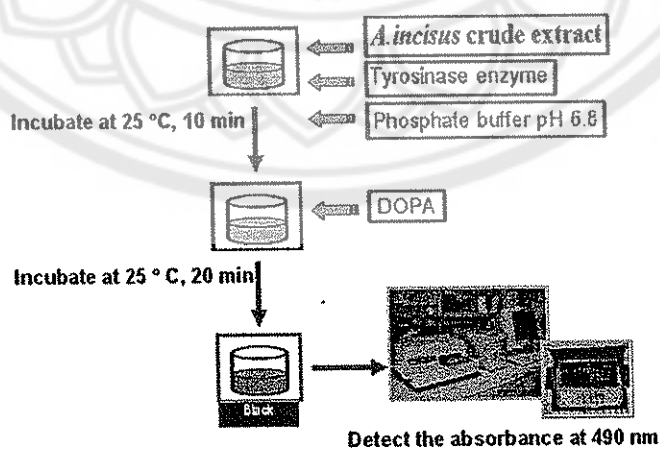 A.incisus crude extract
Tyrosinase enzyme
Incubate at 25 °C, 10 min
Phosphate buffer pH 6.8
DOPA
Incubate at 25 ° C, 20 min
Black
Detect the absorbance at 490 nm